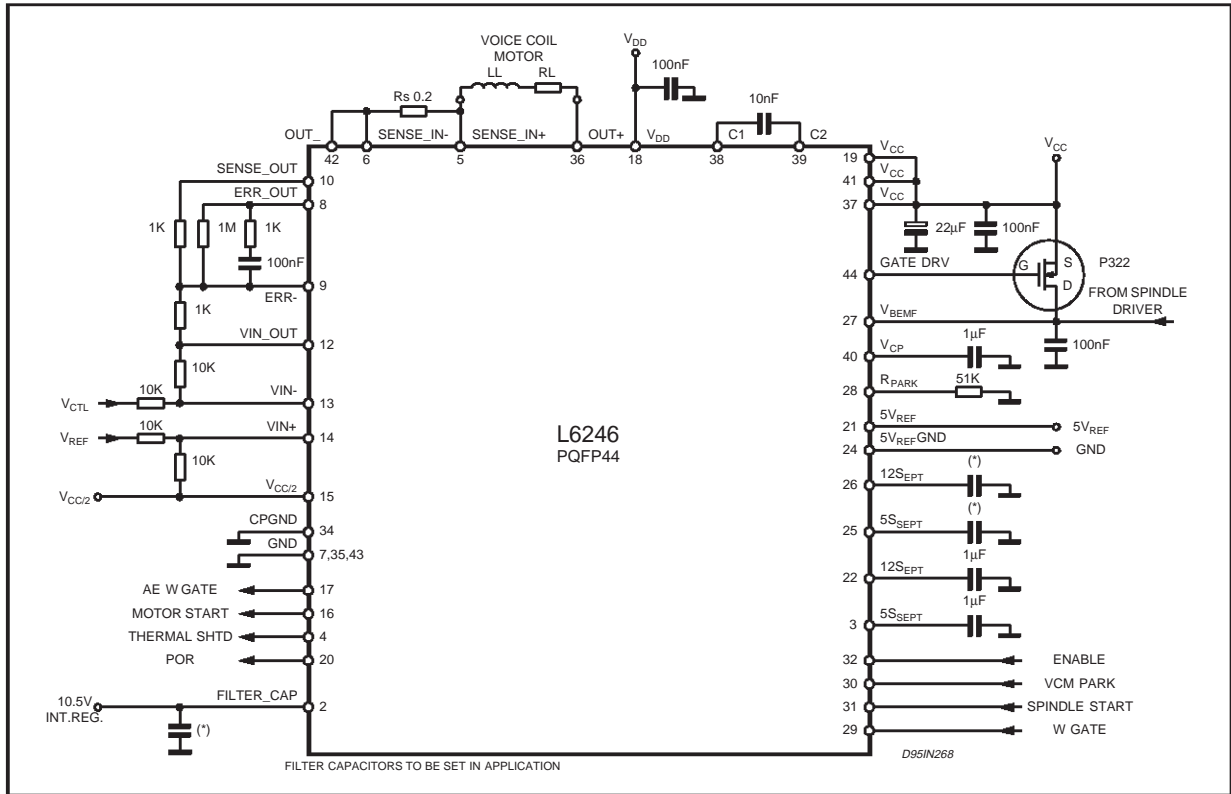 VOICE COIL
MOTOR
LL
RL
Rs 0.2
VDD
100nF
10nF
OUT_
SENSE_IN-
SENSE_IN+
OUT+
VDD
C1
C2
42
6
5
36
18
38
39
SENSE_OUT
10
ERR_OUT
8
1K
1M
1K
100nF
9
ERR-
1K
VIN_OUT
12
10K
10K
VIN-
VCTL
13
10K
VIN+
VREF
14
10K
VCC/2
VCC/2
15
CPGND
34
GND
7,35,43
AE W GATE
17
MOTOR START
16
THERMAL SHTD
4
POR
20
10.5V
INT.REG.
FILTER_CAP
2
(*)
L6246
PQFP44
19
VCC
41
VCC
37
VCC
VCC
22µF
100nF
44
GATE DRV
G
S
D
P322
FROM SPINDLE
DRIVER
27
VBEMF
100nF
40
VCP
1µF
28
RPARK
51K
21
5VREF
5VREF
24
5VREFGND
GND
26
12SEPT
(*)
25
5SSEPT
(*)
22
12SEPT
1µF
3
5SSEPT
1µF
32
ENABLE
30
VCM PARK
31
SPINDLE START
29
W GATE
D95IN268
FILTER CAPACITORS TO BE SET IN APPLICATION